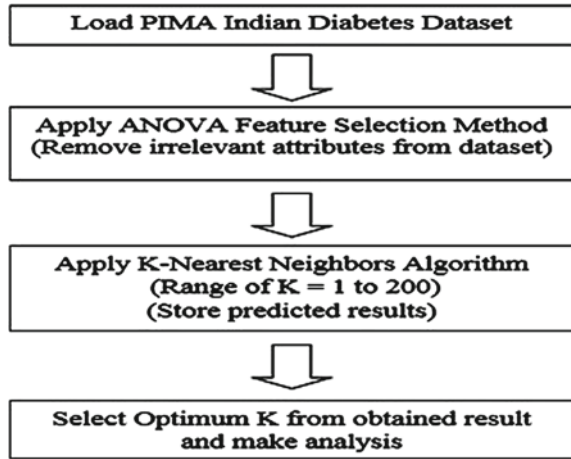 Load PIMA Indian Diabetes Dataset
Apply ANOVA Feature Selection Method
(Remove irrelevant attributes from dataset)
Apply K-Nearest Neighbors Algorithm
(Range of K = 1 to 200)
(Store predicted results)
Select Optimum K from obtained result
and make analysis